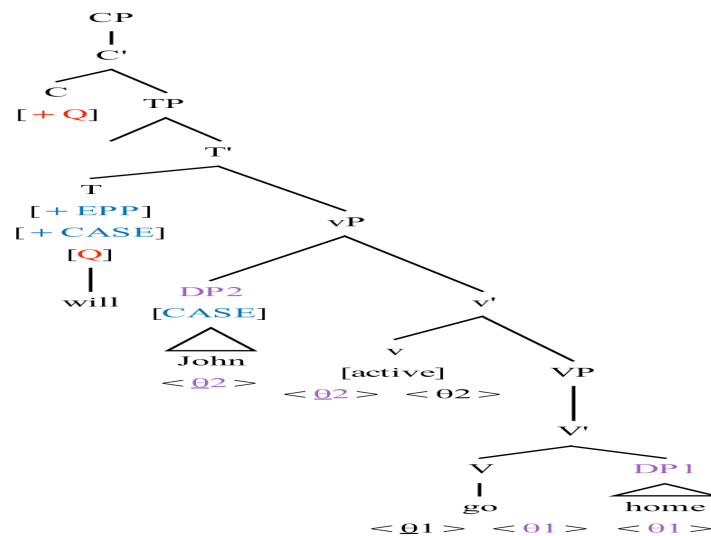 CP
C'
C
[+Q]
TP
T'
T
[+EPP]
[+CASE]
[Q]
will
vP
DP2
[CASE]
John
<θ2>
v'
v
[active]
<θ2> <θ2>
VP
V'
V
go
<θ1> <θ1>
DP1
home
<θ1>